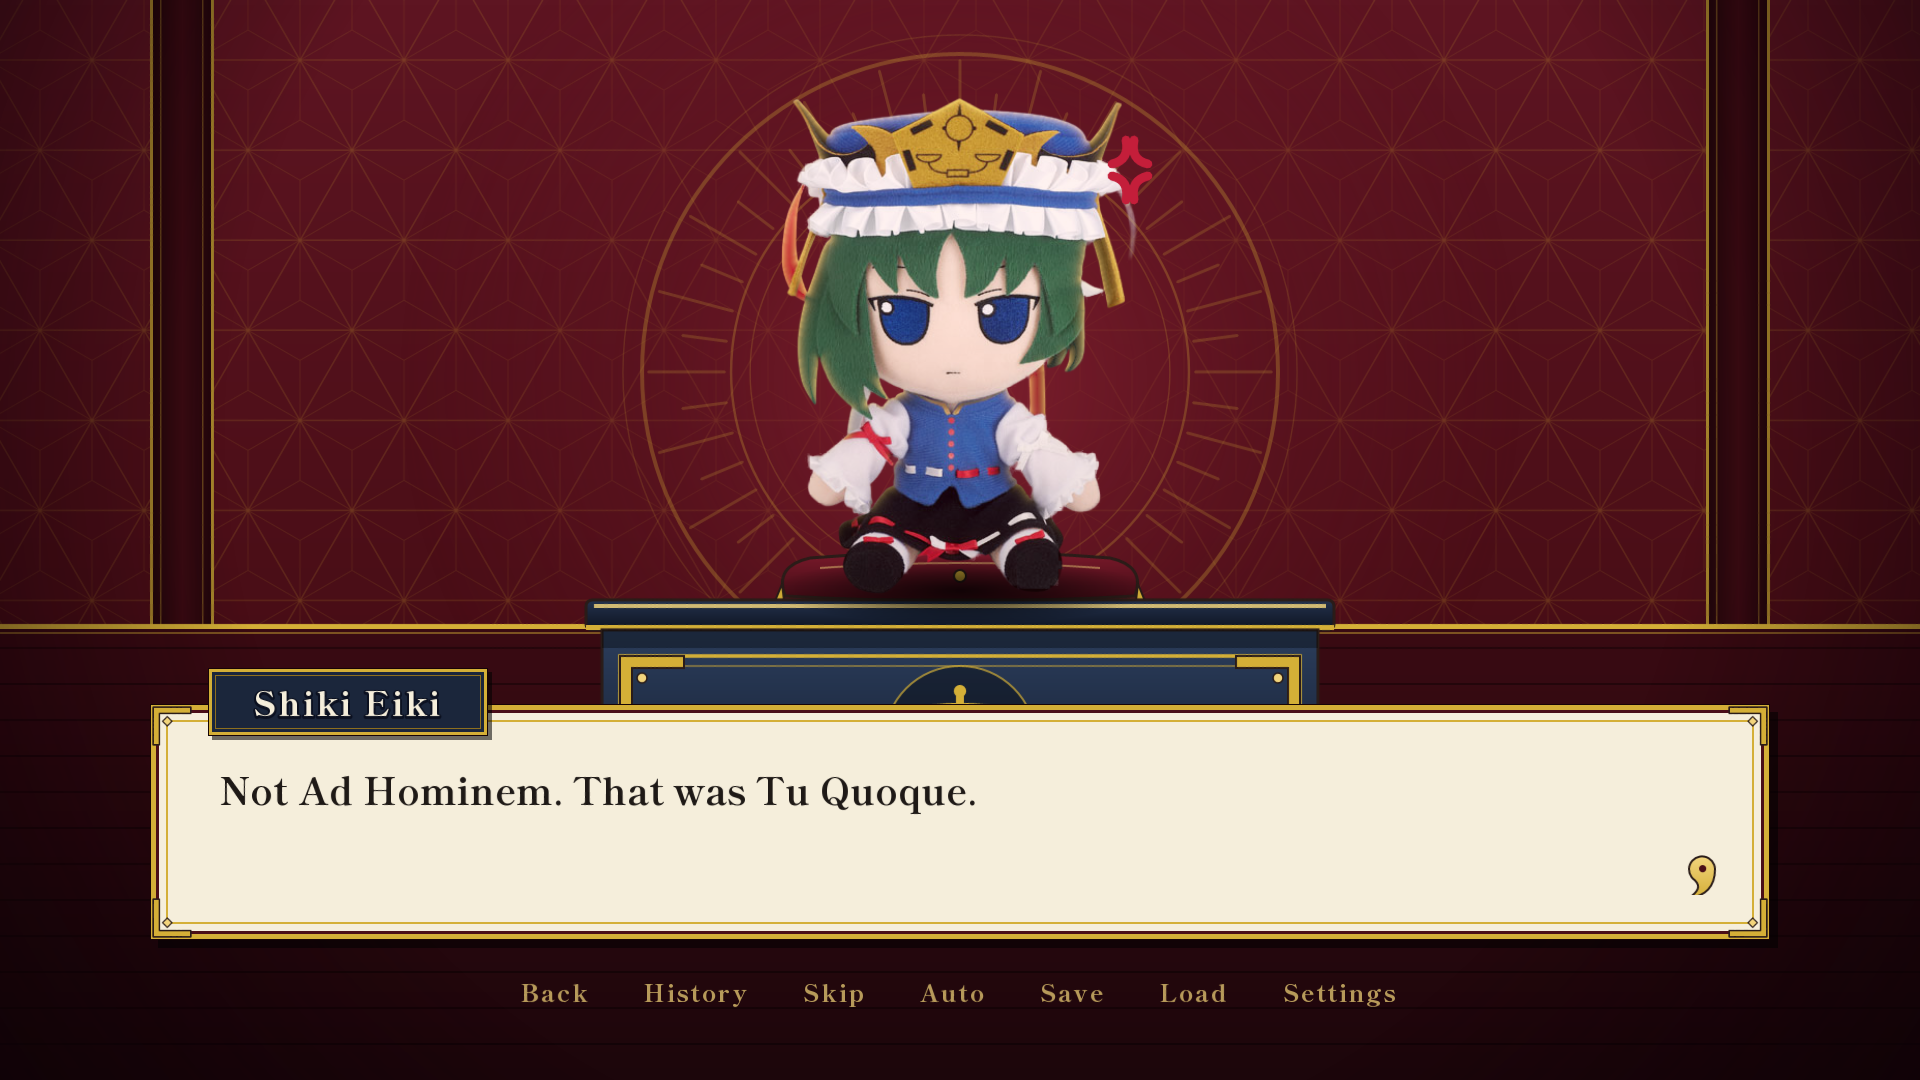 Shiki Eiki
Not Ad Hominem. That was Tu Quoque.
Back History Skip Auto Save Load Settings